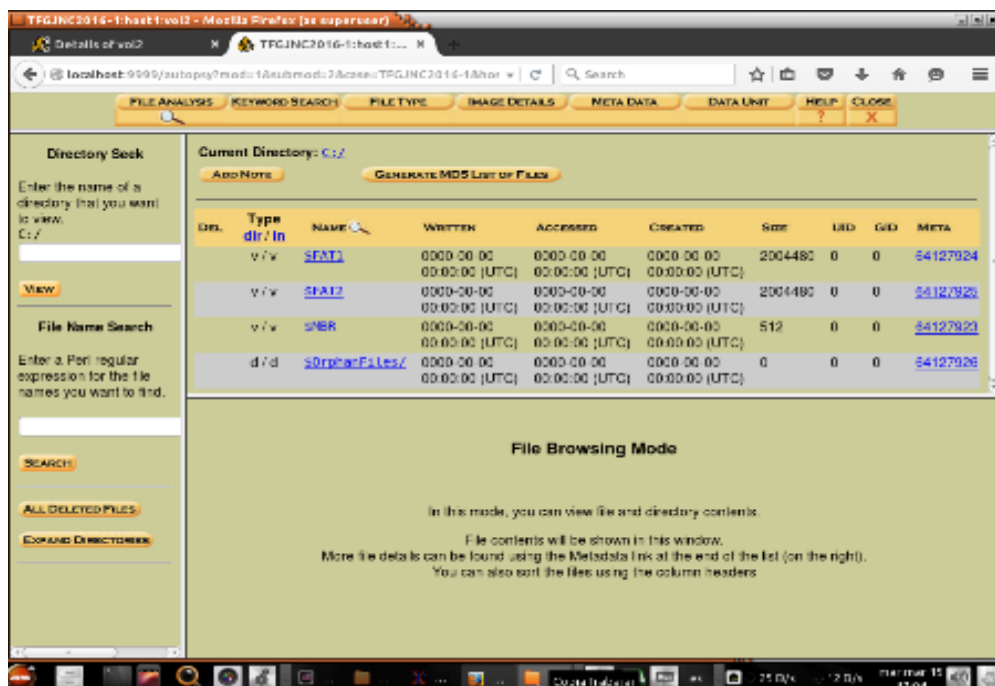 TFGJNC2016-1:host1:vol2 - Mozilla Firefox (as superuser)
Details of vol2
TFGJNC2016-1:host1:...
localhost:9999/autopsy?mod=1&submod=2&case=TFGJNC2016-1&hos
Search
FILE ANALYSIS KEYWORD SEARCH FILE TYPE IMAGE DETAILS META DATA DATA UNIT HELP CLOSE
? X
Directory Seek
Enter the name of a
directory that you want
to view.
C:/
VIEW
File Name Search
Enter a Perl regular
expression for the file
names you want to find.
SEARCH
ALL DELETED FILES
EXPAND DIRECTORIES
Current Directory: C:/
ADD NOTE GENERATE MD5 LIST OF FILES
DEL Type NAME WRITTEN ACCESSED CREATED SIZE UID GID META
dir / in
v / v $FAT1 0000-00-00 0000-00-00 0000-00-00 2004480 0 0 64127924
00:00:00 (UTC) 00:00:00 (UTC) 00:00:00 (UTC)
v / v $FAT2 0000-00-00 0000-00-00 0000-00-00 2004480 0 0 64127925
00:00:00 (UTC) 00:00:00 (UTC) 00:00:00 (UTC)
v / v $MBR 0000-00-00 0000-00-00 0000-00-00 512 0 0 64127923
00:00:00 (UTC) 00:00:00 (UTC) 00:00:00 (UTC)
d / d $OrphanFiles/ 0000-00-00 0000-00-00 0000-00-00 0 0 0 64127926
00:00:00 (UTC) 00:00:00 (UTC) 00:00:00 (UTC)
File Browsing Mode
In this mode, you can view file and directory contents.
File contents will be shown in this window.
More file details can be found using the Metadata link at the end of the list (on the right).
You can also sort the files using the column headers
mar mar 15